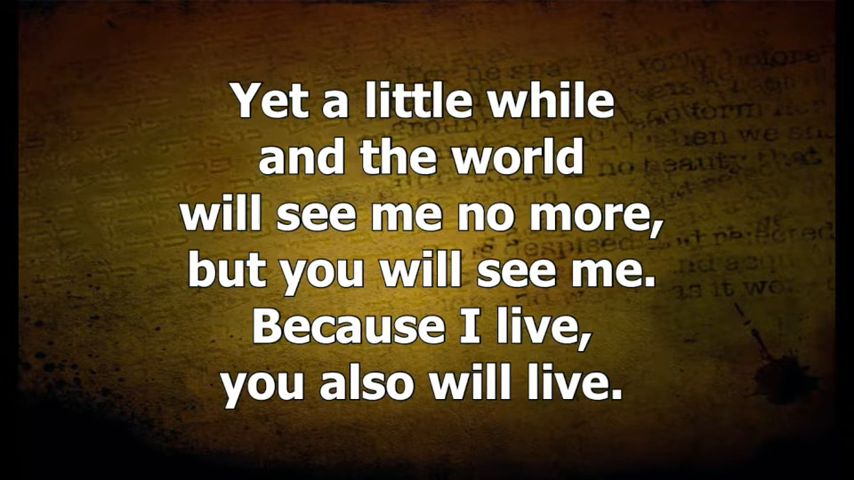 Yet a little while
and the world
will see me no more,
but you will see me.
Because I live,
you also will live.